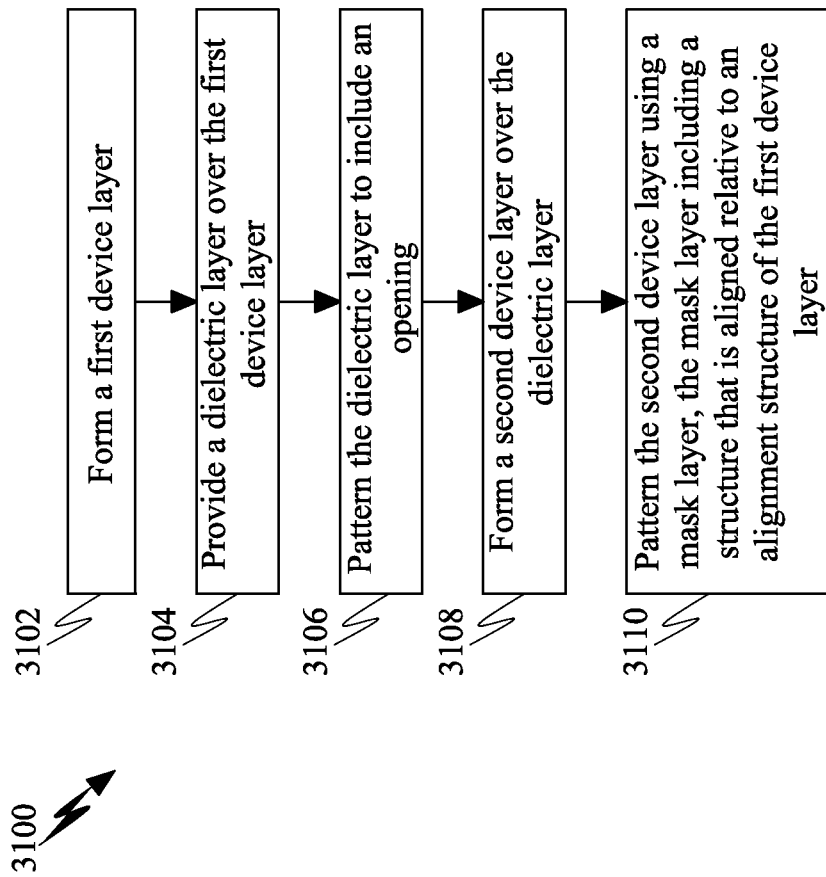 3100
3102
Form a first device layer
3104
Provide a dielectric layer over the first
device layer
3106
Pattern the dielectric layer to include an
opening
3108
Form a second device layer over the
dielectric layer
3110
Pattern the second device layer using a
mask layer, the mask layer including a
structure that is aligned relative to an
alignment structure of the first device
layer